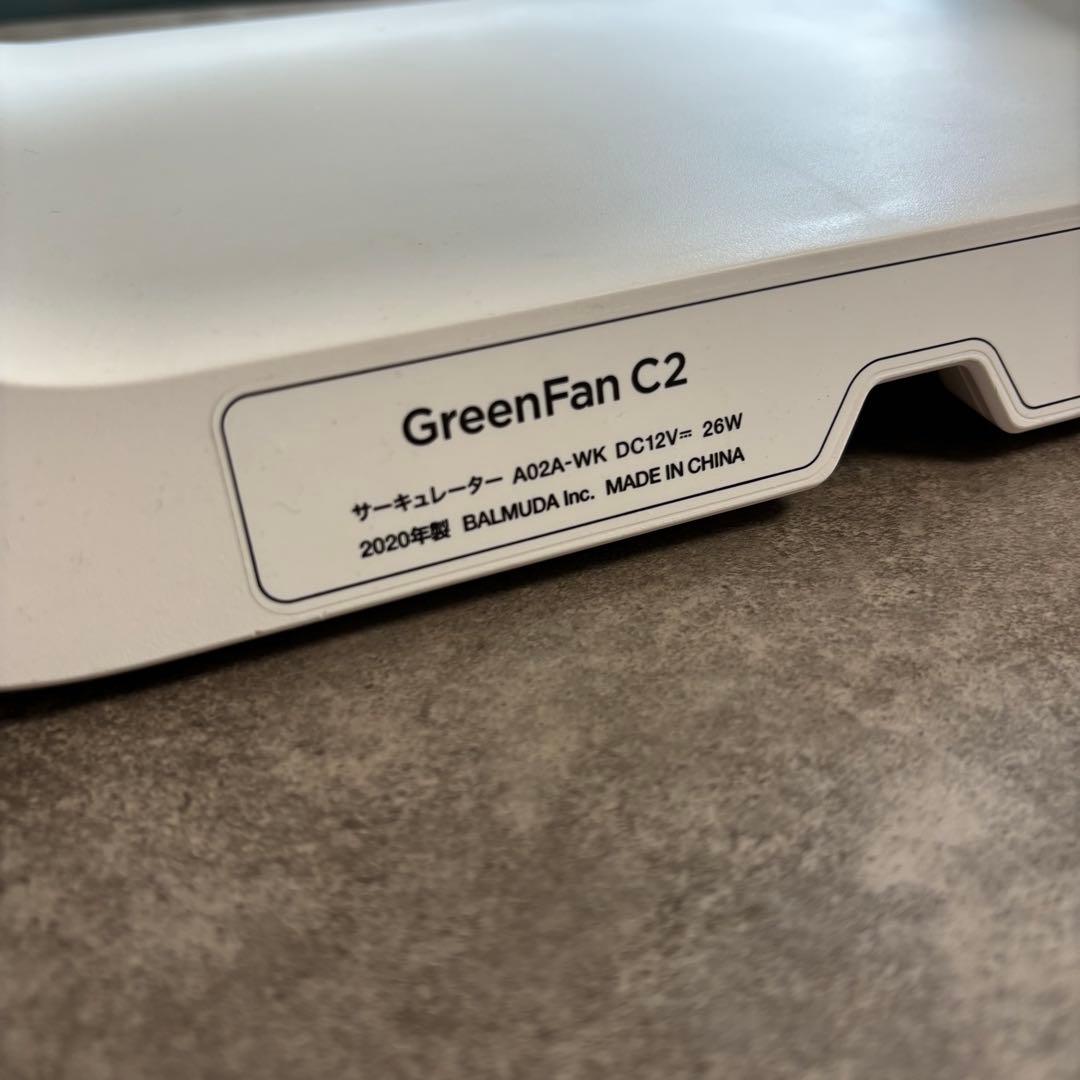 GreenFan C2
サーキュレーター A02A-WK DC12V⎓ 26W
2020年製 BALMUDA Inc. MADE IN CHINA